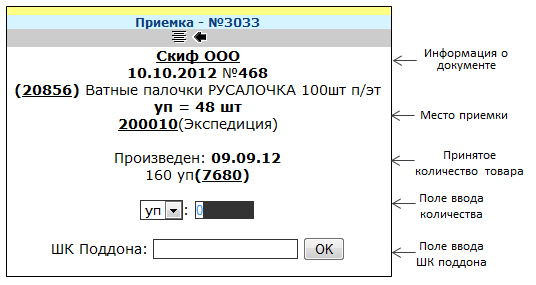 Приемка - №3033
Скиф ООО
10.10.2012 №468
(20856) Ватные палочки РУСАЛОЧКА 100шт п/эт
уп = 48 шт
200010(Экспедиция)
Произведен: 09.09.12
160 уп(7680)
уп : 0
ШК Поддона: OK
Информация о
документе
Место приемки
Принятое
количество товара
Поле ввода
количества
Поле ввода
ШК поддона